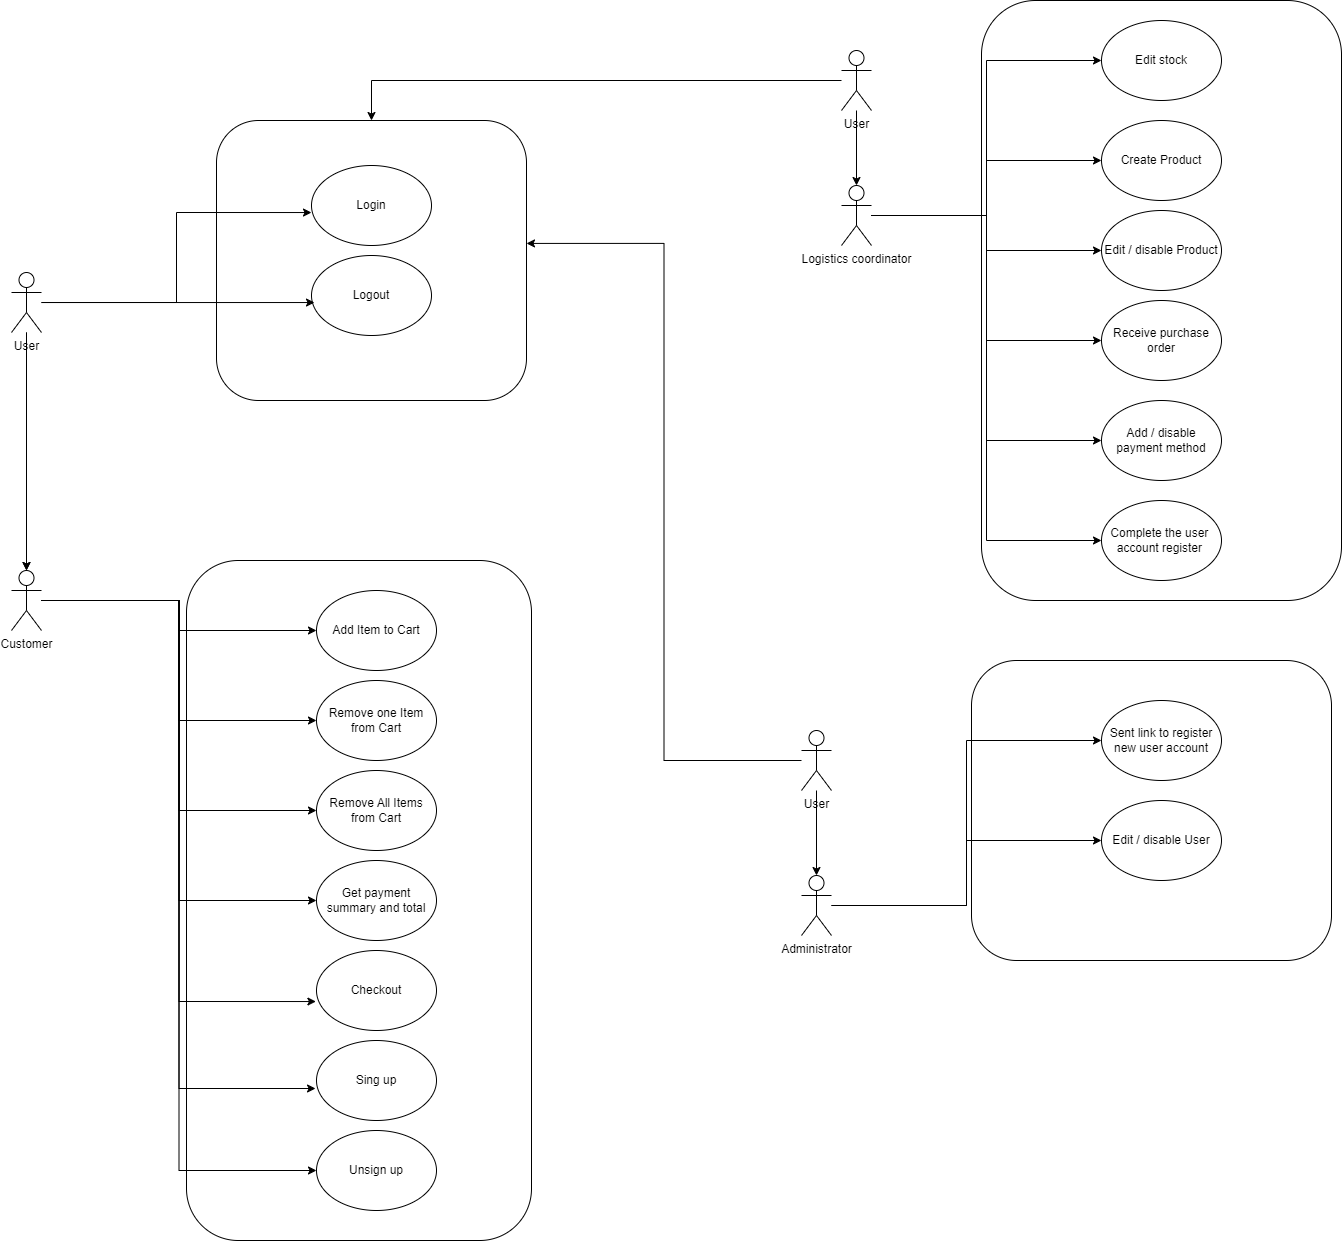 Edit stock
User
Create Product
Login
Edit / disable Product
Logistics coordinator
Logout
Receive purchase
order
User
Add / disable
payment method
Complete the user
account register
Customer
Add Item to Cart
Remove one Item
from Cart
Remove All Items
from Cart
Get payment
summary and total
Checkout
Sing up
Unsign up
User
Administrator
Sent link to register
new user account
Edit / disable User